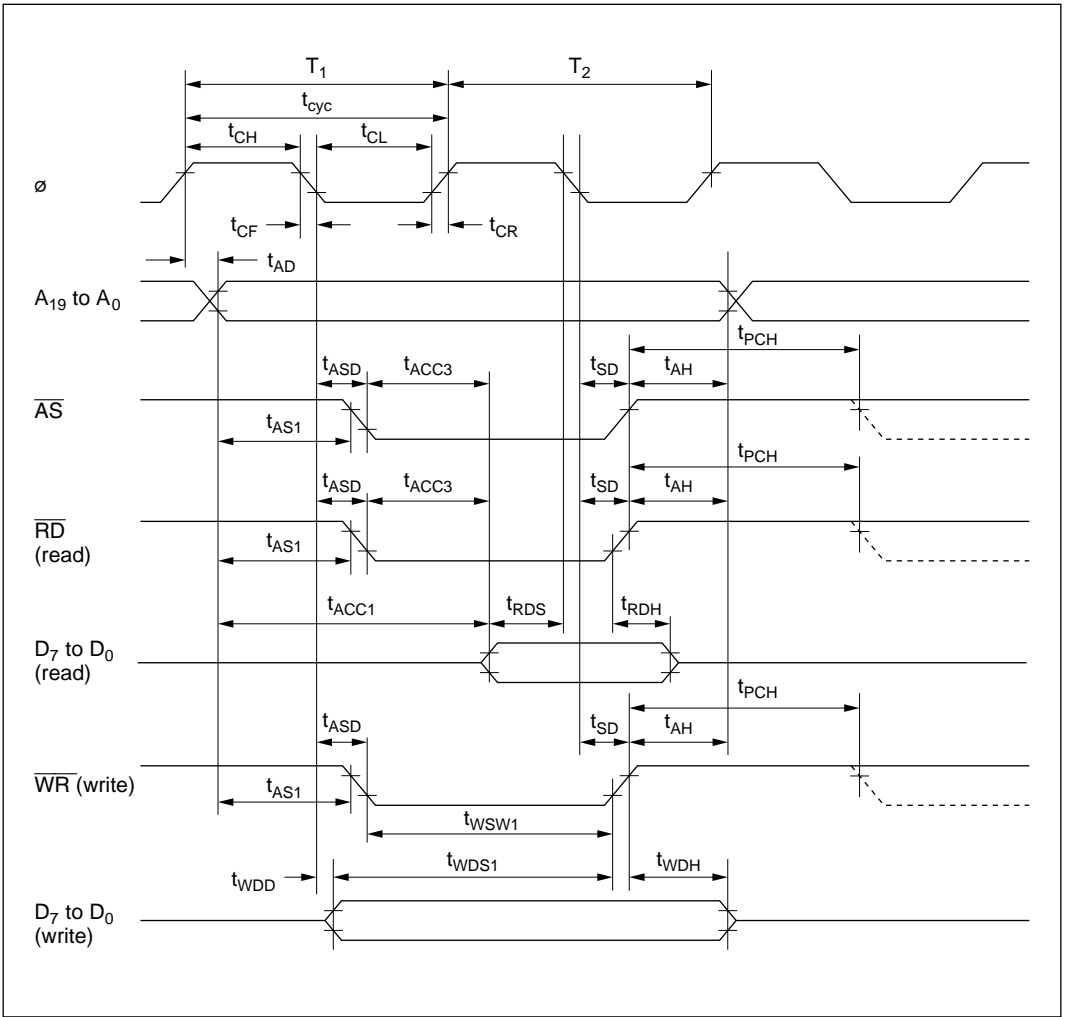 T1 T2
tcyc
tCH tCL
ø
tCF tCR
tAD
A19 to A0
tPCH
tASD tACC3 tSD tAH
AS
tAS1
tPCH
tASD tACC3 tSD tAH
RD
(read)
tAS1
tACC1 tRDS tRDH
D7 to D0
(read)
tPCH
tASD tSD tAH
WR (write)
tAS1
tWSW1
tWDD tWDS1 tWDH
D7 to D0
(write)